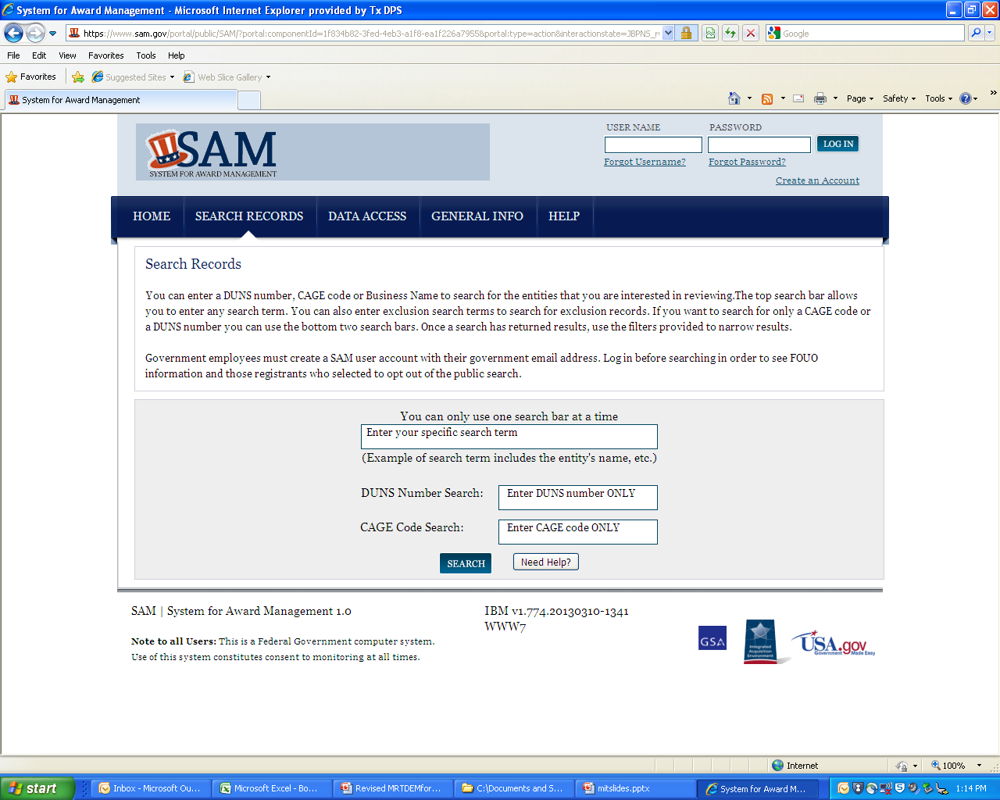 System for Award Management - Microsoft Internet Explorer provided by Tx DPS
https://www.sam.gov/portal/public/SAM/?portal:componentId=1f834b82-3fed-4eb3-a1f8-ea1f226a7955&portal:type=action&interactionstate=JBPNS_r
Google
File Edit View Favorites Tools Help
Favorites Suggested Sites Web Slice Gallery
System for Award Management
Page Safety Tools
USER NAME PASSWORD
LOG IN
SAM
SYSTEM FOR AWARD MANAGEMENT
Forgot Username? Forgot Password?
Create an Account
HOME SEARCH RECORDS DATA ACCESS GENERAL INFO HELP
Search Records
You can enter a DUNS number, CAGE code or Business Name to search for the entities that you are interested in reviewing.The top search bar allows
you to enter any search term. You can also enter exclusion search terms to search for exclusion records. If you want to search for only a CAGE code or
a DUNS number you can use the bottom two search bars. Once a search has returned results, use the filters provided to narrow results.
Government employees must create a SAM user account with their government email address. Log in before searching in order to see FOUO
information and those registrants who selected to opt out of the public search.
You can only use one search bar at a time
Enter your specific search term
(Example of search term includes the entity's name, etc.)
DUNS Number Search: Enter DUNS number ONLY
CAGE Code Search: Enter CAGE code ONLY
SEARCH Need Help?
SAM | System for Award Management 1.0
IBM v1.774.20130310-1341
WWW7
Note to all Users: This is a Federal Government computer system.
Use of this system constitutes consent to monitoring at all times.
GSA
Integrated
Acquisition
Environment
USA.gov
Government Made Easy
Internet 100%
start Inbox - Microsoft Ou... Microsoft Excel - Bo... Revised MRTDEMfor... C:\Documents and S... mitslides.pptx System for Award M... 1:14 PM